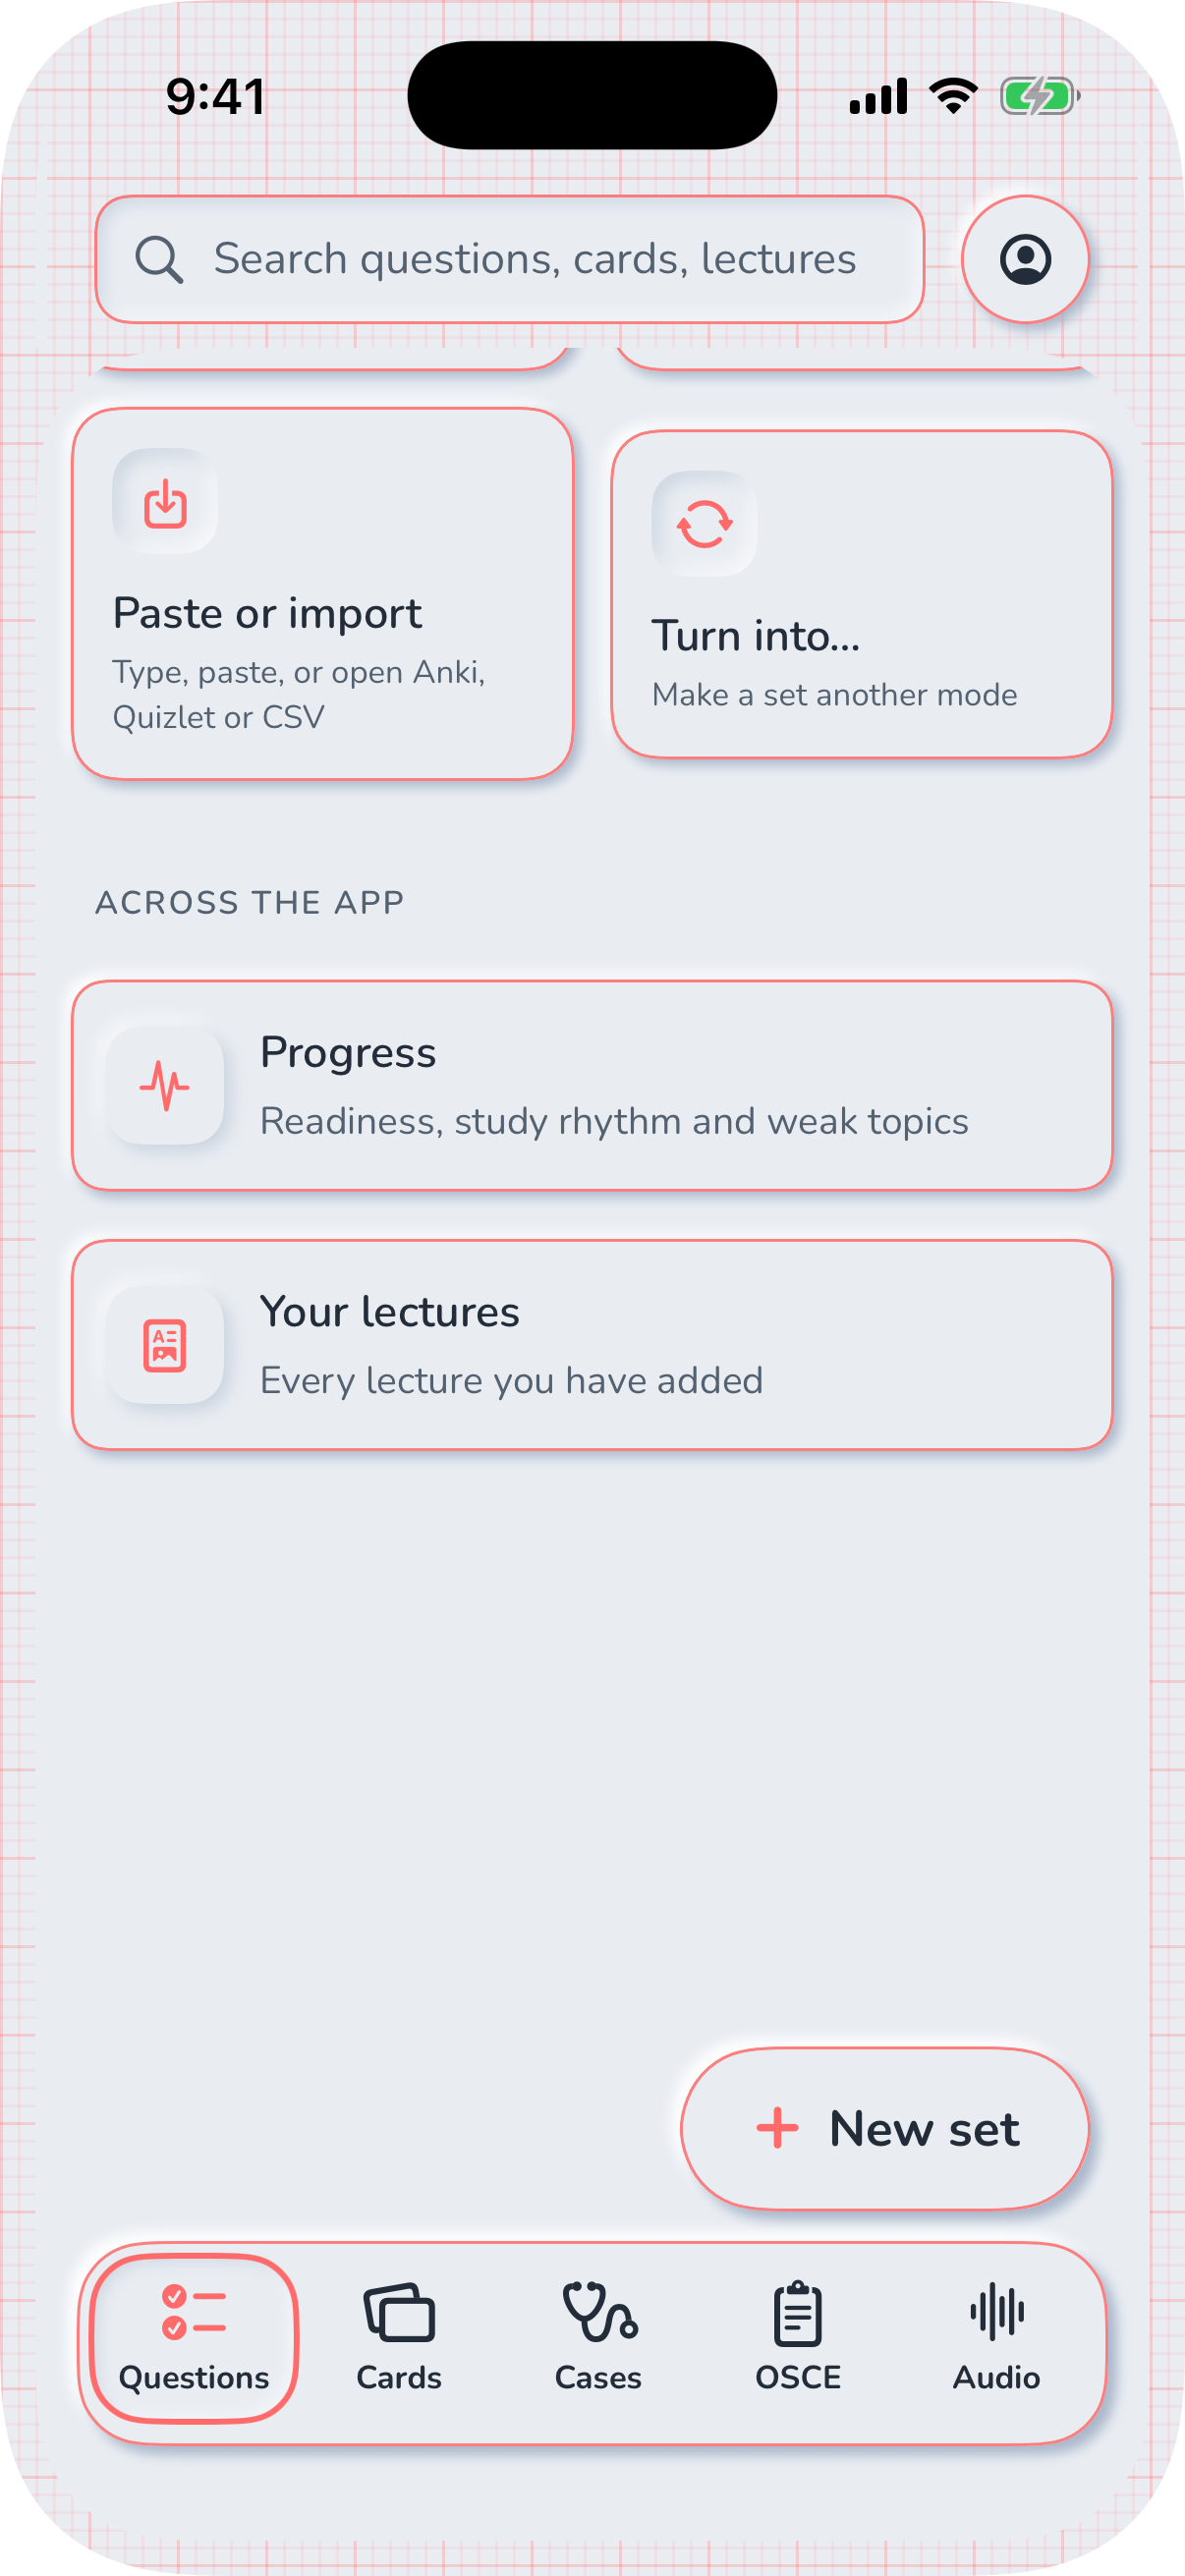 9:41
Search questions, cards, lectures
Paste or import
Type, paste, or open Anki,
Quizlet or CSV
Turn into...
Make a set another mode
ACROSS THE APP
Progress
Readiness, study rhythm and weak topics
Your lectures
Every lecture you have added
New set
Questions
Cards
Cases
OSCE
Audio